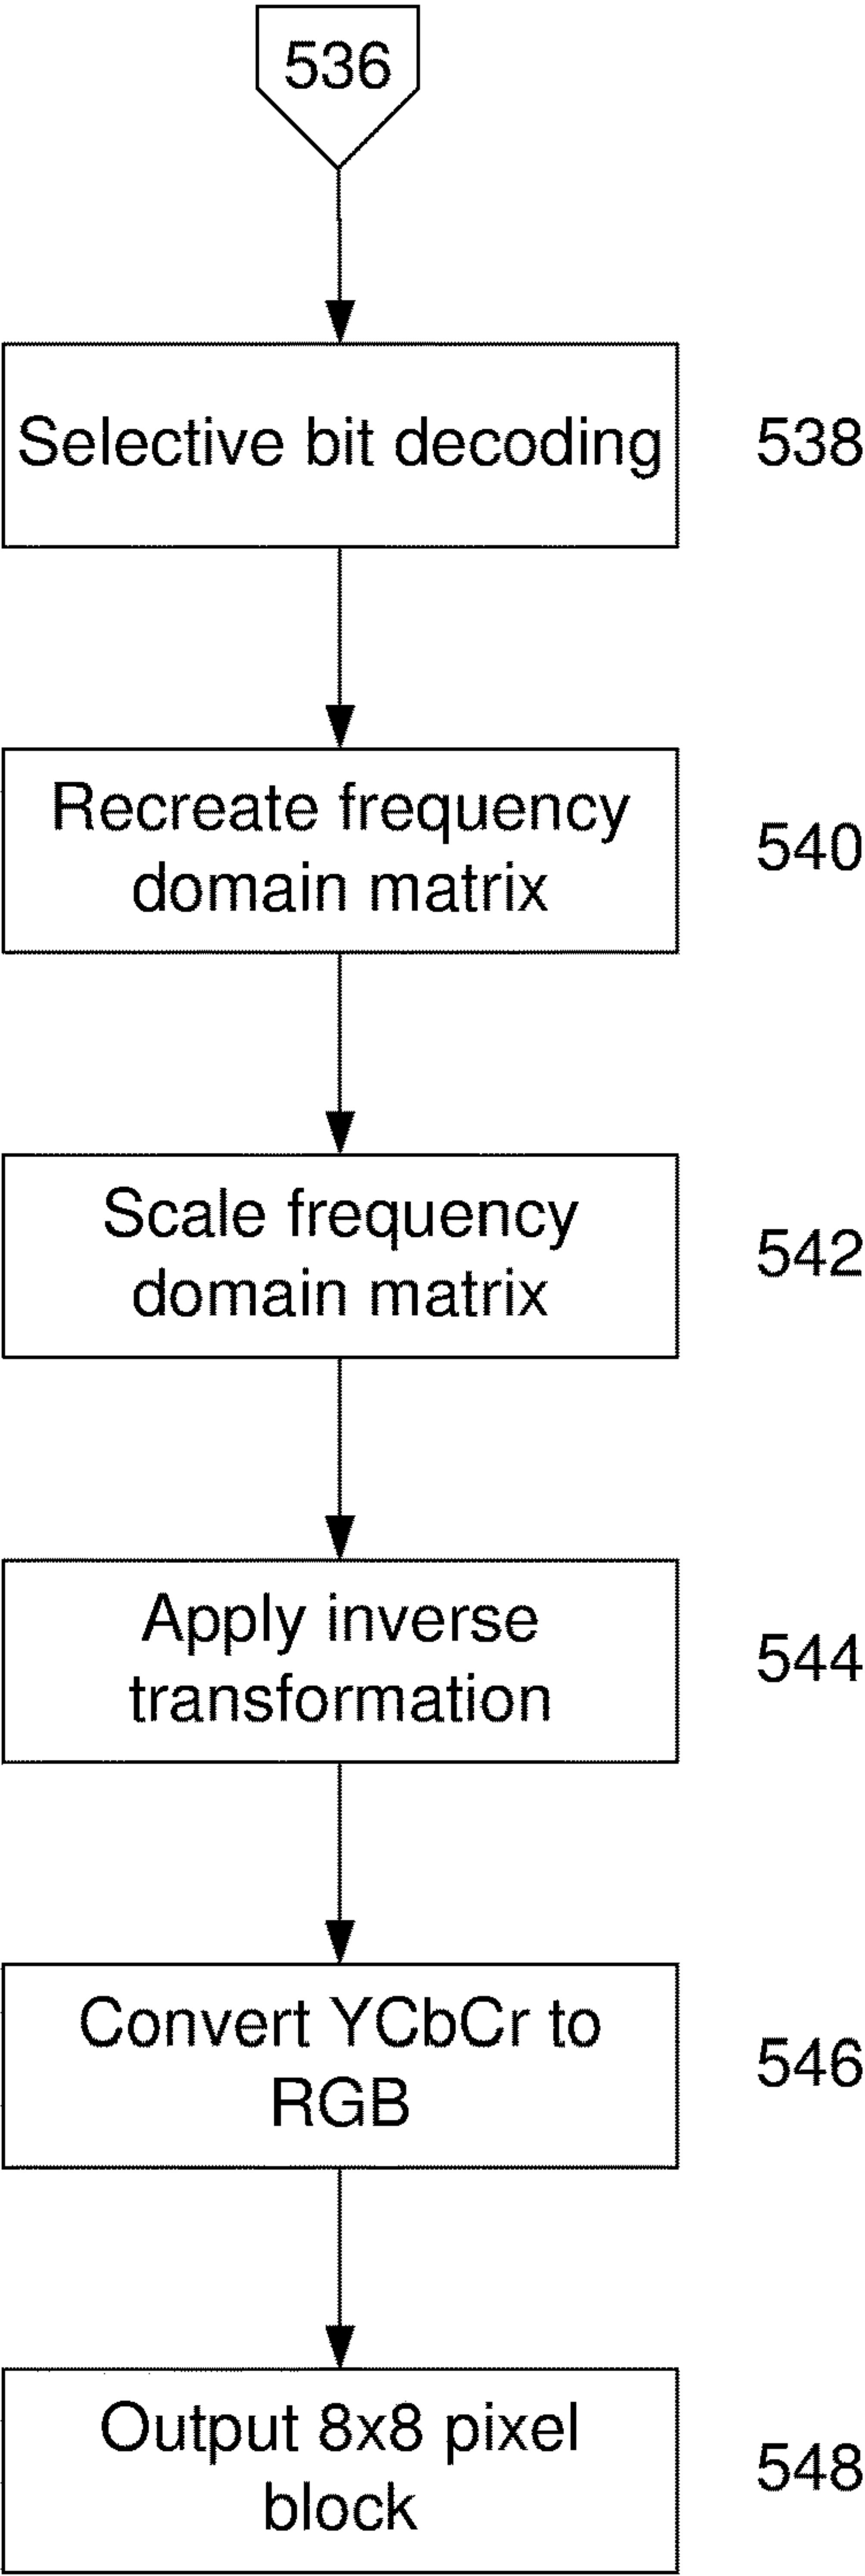 536
Selective bit decoding
538
Recreate frequency
domain matrix
540
Scale frequency
domain matrix
542
Apply inverse
transformation
544
Convert YCbCr to
RGB
546
Output 8x8 pixel
block
548